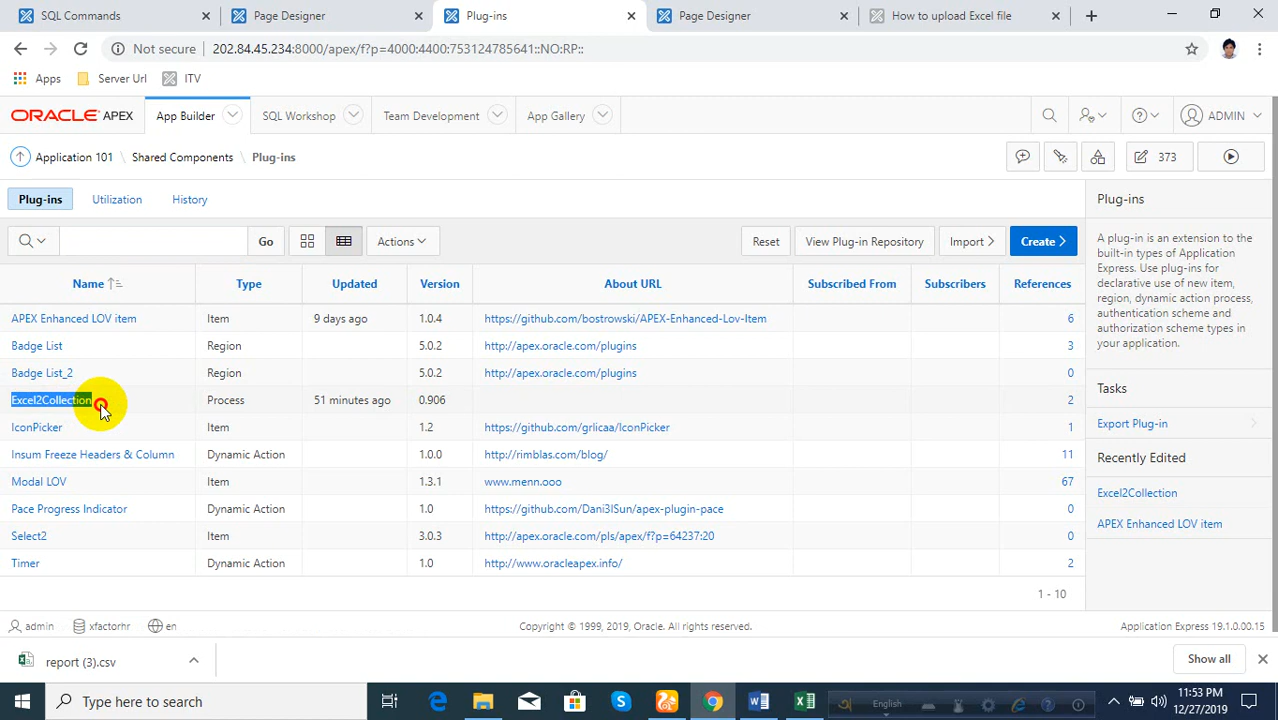 SQL Commands
Page Designer
Plug-ins
Page Designer
How to upload Excel file
Not secure 202.84.45.234:8000/apex/f?p=4000:4400:753124785641::NO:RP::
Apps Server Url ITV
ORACLE APEX App Builder SQL Workshop Team Development App Gallery ADMIN
Application 101 \ Shared Components \ Plug-ins 373
Plug-ins Utilization History
Go Actions Reset View Plug-in Repository Import Create
Name Type Updated Version About URL Subscribed From Subscribers References
APEX Enhanced LOV item Item 9 days ago 1.0.4 https://github.com/bostrowski/APEX-Enhanced-Lov-Item 6
Badge List Region 5.0.2 http://apex.oracle.com/plugins 3
Badge List_2 Region 5.0.2 http://apex.oracle.com/plugins 0
Excel2Collection Process 51 minutes ago 0.906 2
IconPicker Item 1.2 https://github.com/grlicaa/IconPicker 1
Insum Freeze Headers & Column Dynamic Action 1.0.0 http://rimblas.com/blog/ 11
Modal LOV Item 1.3.1 www.menn.ooo 67
Pace Progress Indicator Dynamic Action 1.0 https://github.com/Dani3lSun/apex-plugin-pace 0
Select2 Item 3.0.3 http://apex.oracle.com/pls/apex/f?p=64237:20 0
Timer Dynamic Action 1.0 http://www.oracleapex.info/ 2
1 - 10
Plug-ins
A plug-in is an extension to the
built-in types of Application
Express. Use plug-ins for
declarative use of new item,
region, dynamic action process,
authentication scheme and
authorization scheme types in
your application.
Tasks
Export Plug-in
Recently Edited
Excel2Collection
APEX Enhanced LOV item
admin xfactorhr en Copyright © 1999, 2019, Oracle. All rights reserved. Application Express 19.1.0.00.15
report (3).csv Show all
Type here to search English 11:53 PM
12/27/2019